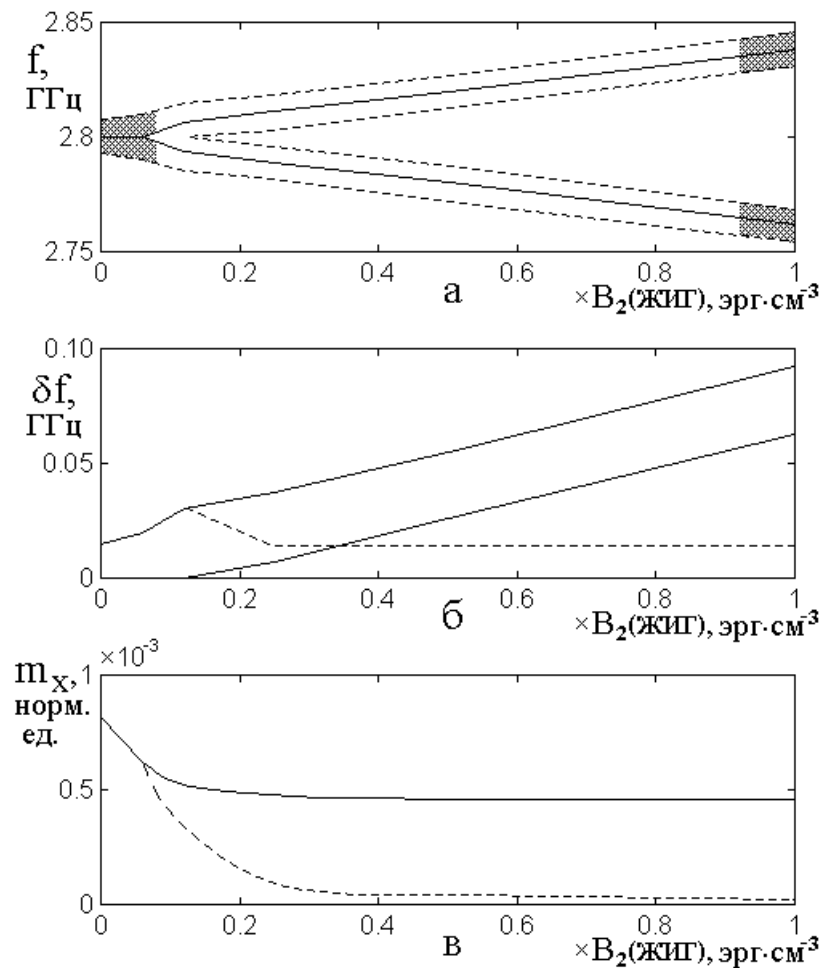 2.85
f,
ГГц
2.8
2.75
0 0.2 0.4 0.6 0.8 1
а
×B₂(ЖИГ), эрг·см⁻³
0.10
δf,
ГГц
0.05
0
0 0.2 0.4 0.6 0.8 1
б
×B₂(ЖИГ), эрг·см⁻³
×10⁻³
1
mₓ,
норм.
ед.
0.5
0
0 0.2 0.4 0.6 0.8 1
в
×B₂(ЖИГ), эрг·см⁻³